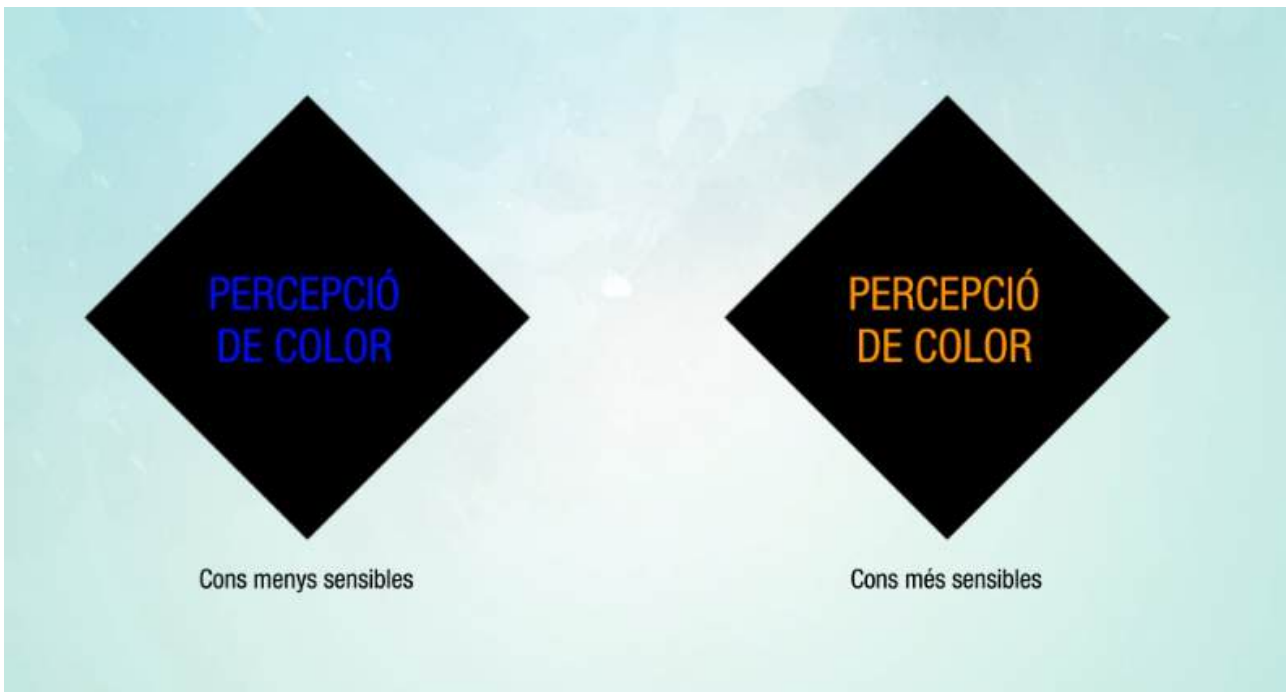 PERCEPCIÓ
DE COLOR
Cons menys sensibles
PERCEPCIÓ
DE COLOR
Cons més sensibles